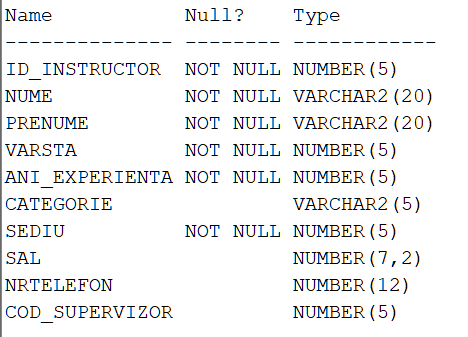 Name Null? Type
-------------- -------- ------------
ID_INSTRUCTOR NOT NULL NUMBER(5)
NUME NOT NULL VARCHAR2(20)
PRENUME NOT NULL VARCHAR2(20)
VARSTA NOT NULL NUMBER(5)
ANI_EXPERIENTA NOT NULL NUMBER(5)
CATEGORIE VARCHAR2(5)
SEDIU NOT NULL NUMBER(5)
SAL NUMBER(7,2)
NRTELEFON NUMBER(12)
COD_SUPERVIZOR NUMBER(5)